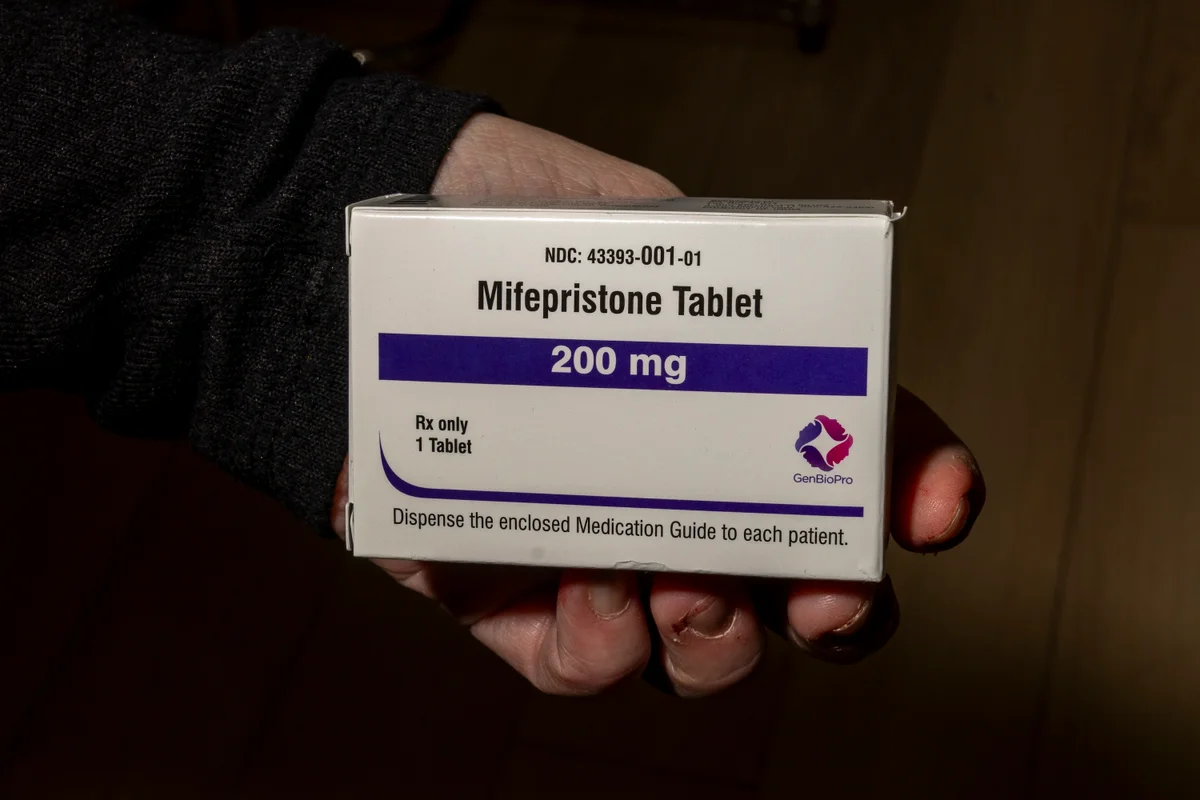 NDC: 43393-001-01
Mifepristone Tablet
200 mg
Rx only
1 Tablet
GenBioPro
Dispense the enclosed Medication Guide to each patient.